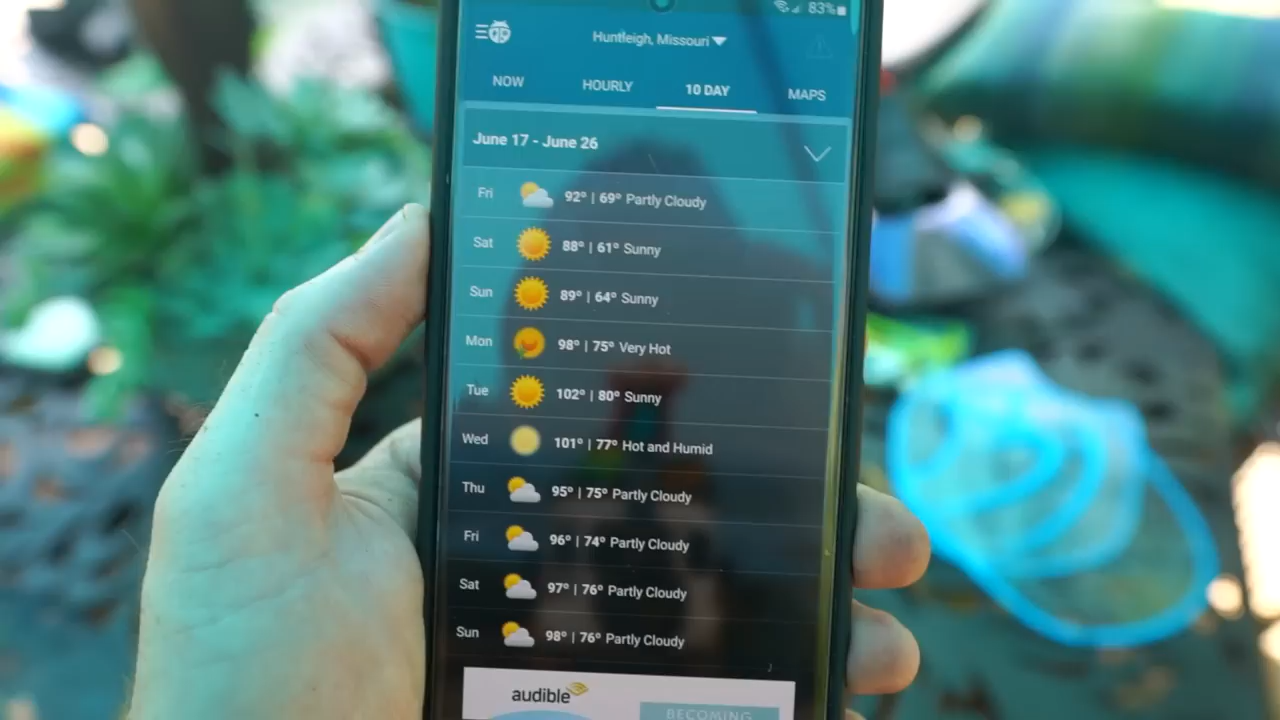 83%
Huntleigh, Missouri
NOW HOURLY 10 DAY MAPS
June 17 - June 26
Fri 92° | 69° Partly Cloudy
Sat 88° | 61° Sunny
Sun 89° | 64° Sunny
Mon 98° | 75° Very Hot
Tue 102° | 80° Sunny
Wed 101° | 77° Hot and Humid
Thu 95° | 75° Partly Cloudy
Fri 96° | 74° Partly Cloudy
Sat 97° | 76° Partly Cloudy
Sun 98° | 76° Partly Cloudy
audible
BECOMING